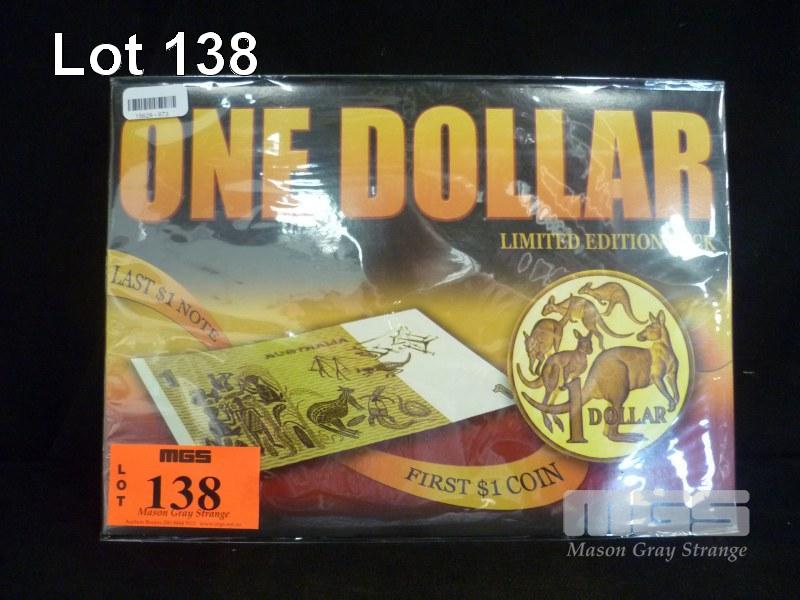 Lot 138
ONE DOLLAR
LIMITED EDITION
LAST $1 NOTE
AUSTRALIA
1
1 DOLLAR
FIRST $1 COIN
MGS
LOT
138
Mason Gray Strange
MGS
Mason Gray Strange